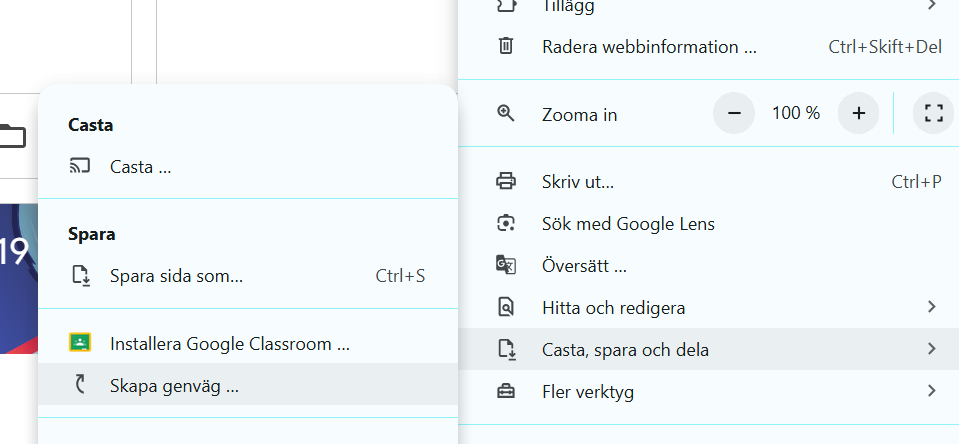 Tillägg
Radera webbinformation ... Ctrl+Skift+Del
Zooma in 100 %
Skriv ut... Ctrl+P
Sök med Google Lens
Översätt ...
Hitta och redigera
Casta, spara och dela
Fler verktyg
Casta
Casta ...
Spara
Spara sida som... Ctrl+S
Installera Google Classroom ...
Skapa genväg ...
19